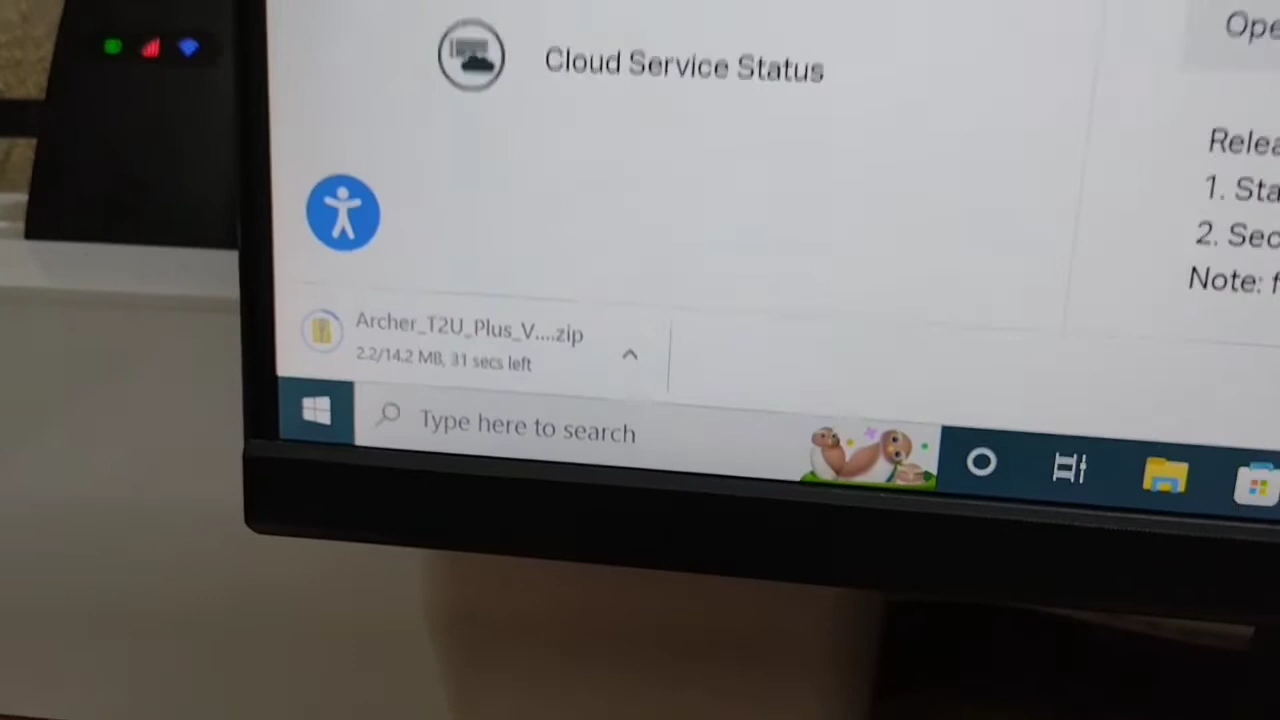 Cloud Service Status
Ope
Relea
1. Sta
2. Sec
Note: f
Archer_T2U_Plus_V....zip
2.2/14.2 MB, 31 secs left
Type here to search